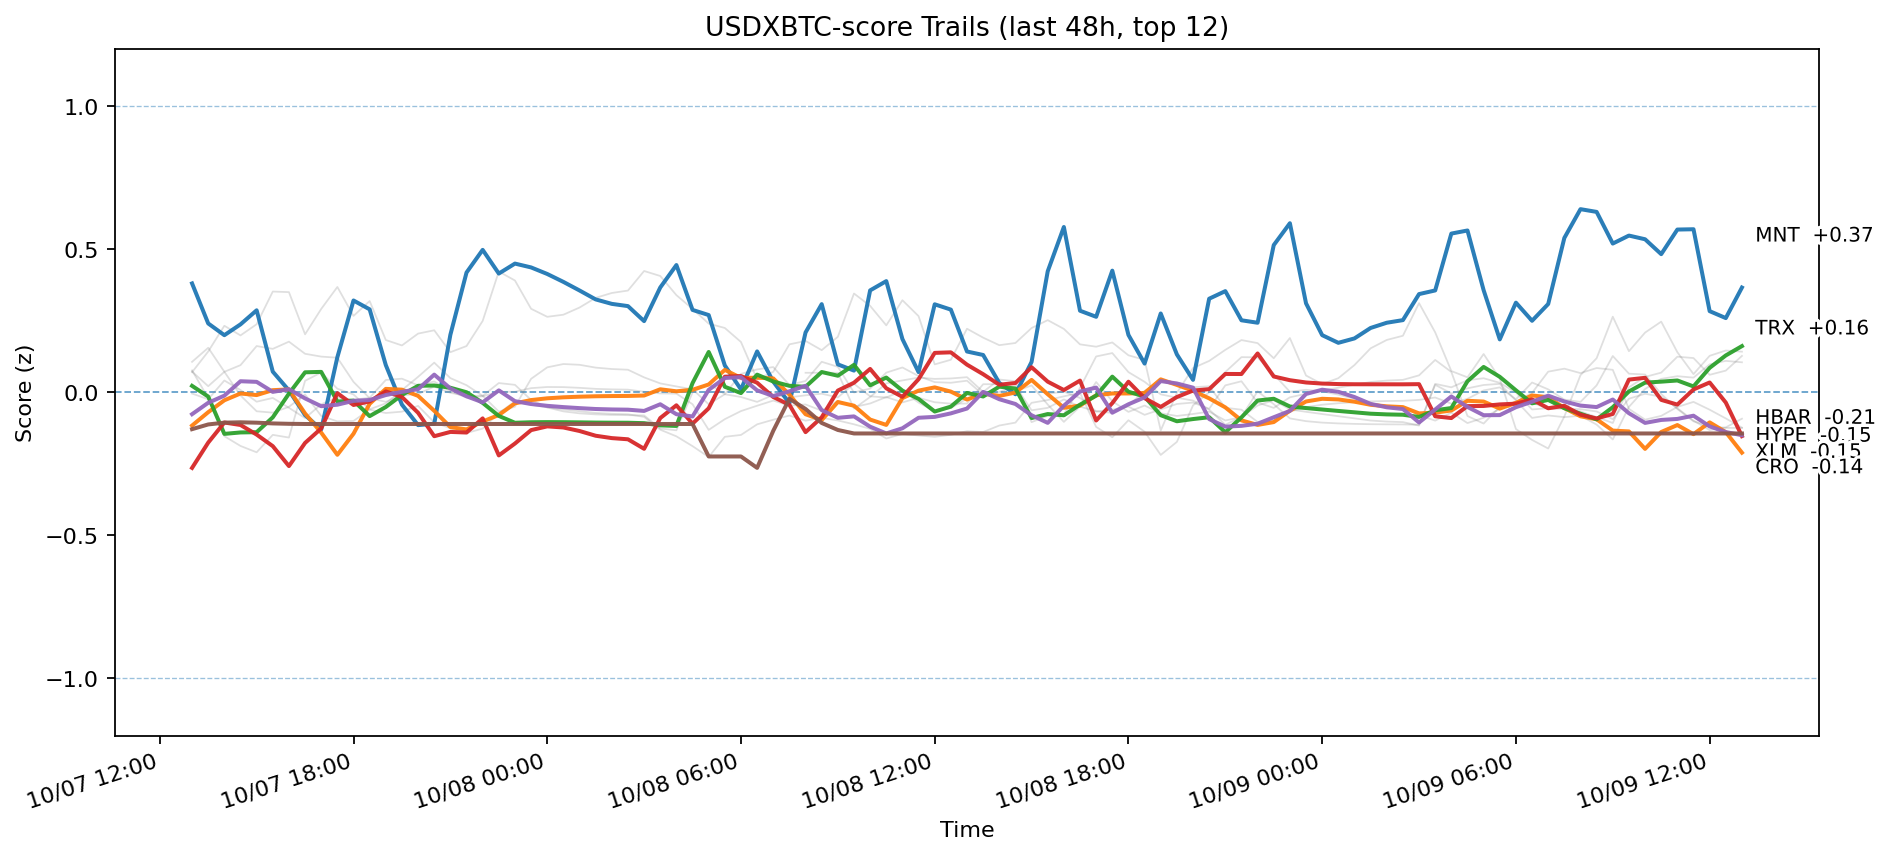 USDXBTC-score Trails (last 48h, top 12)
Score (z)
1.0
0.5
0.0
−0.5
−1.0
MNT +0.37
TRX +0.16
HBAR -0.21
HYPE -0.15
XLM -0.15
CRO -0.14
10/07 12:00
10/07 18:00
10/08 00:00
10/08 06:00
10/08 12:00
10/08 18:00
10/09 00:00
10/09 06:00
10/09 12:00
Time